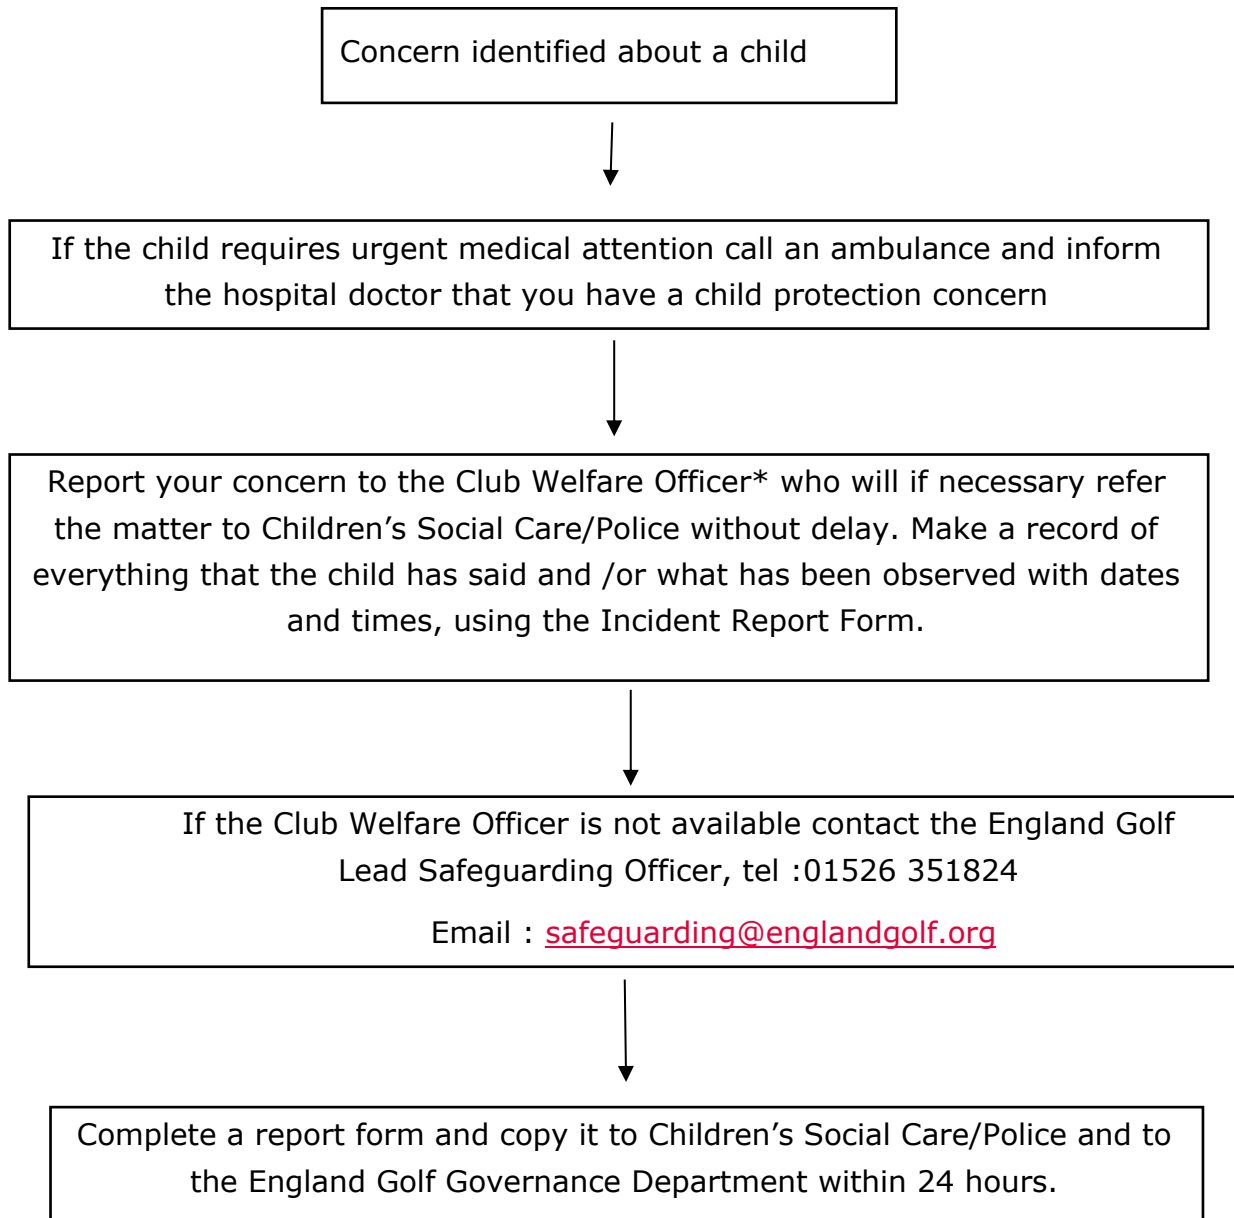 Concern identified about a child
If the child requires urgent medical attention call an ambulance and inform
the hospital doctor that you have a child protection concern
Report your concern to the Club Welfare Officer* who will if necessary refer
the matter to Children’s Social Care/Police without delay. Make a record of
everything that the child has said and /or what has been observed with dates
and times, using the Incident Report Form.
If the Club Welfare Officer is not available contact the England Golf
Lead Safeguarding Officer, tel :01526 351824
Email : safeguarding@englandgolf.org
Complete a report form and copy it to Children’s Social Care/Police and to
the England Golf Governance Department within 24 hours.